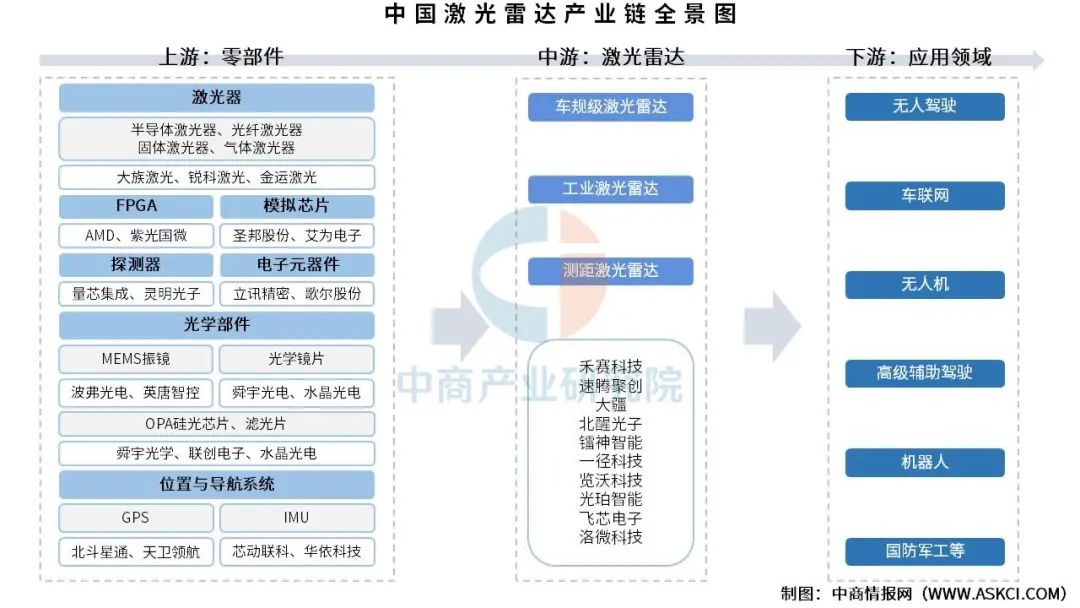 中国激光雷达产业链全景图
上游：零部件
激光器
半导体激光器、光纤激光器
固体激光器、气体激光器
大族激光、锐科激光、金运激光
FPGA
模拟芯片
AMD、紫光国微
圣邦股份、艾为电子
探测器
电子元器件
量芯集成、灵明光子
立讯精密、歌尔股份
光学部件
MEMS振镜
光学镜片
波弗光电、英唐智控
舜宇光电、水晶光电
OPA硅光芯片、滤光片
舜宇光学、联创电子、水晶光电
位置与导航系统
GPS
IMU
北斗星通、天卫领航
芯动联科、华依科技
中游：激光雷达
车规级激光雷达
工业激光雷达
测距激光雷达
禾赛科技
速腾聚创
大疆
北醒光子
镭神智能
一径科技
览沃科技
光珀智能
飞芯电子
洛微科技
下游：应用领域
无人驾驶
车联网
无人机
高级辅助驾驶
机器人
国防军工等
中商产业研究院
制图：中商情报网（WWW.ASKCI.COM）